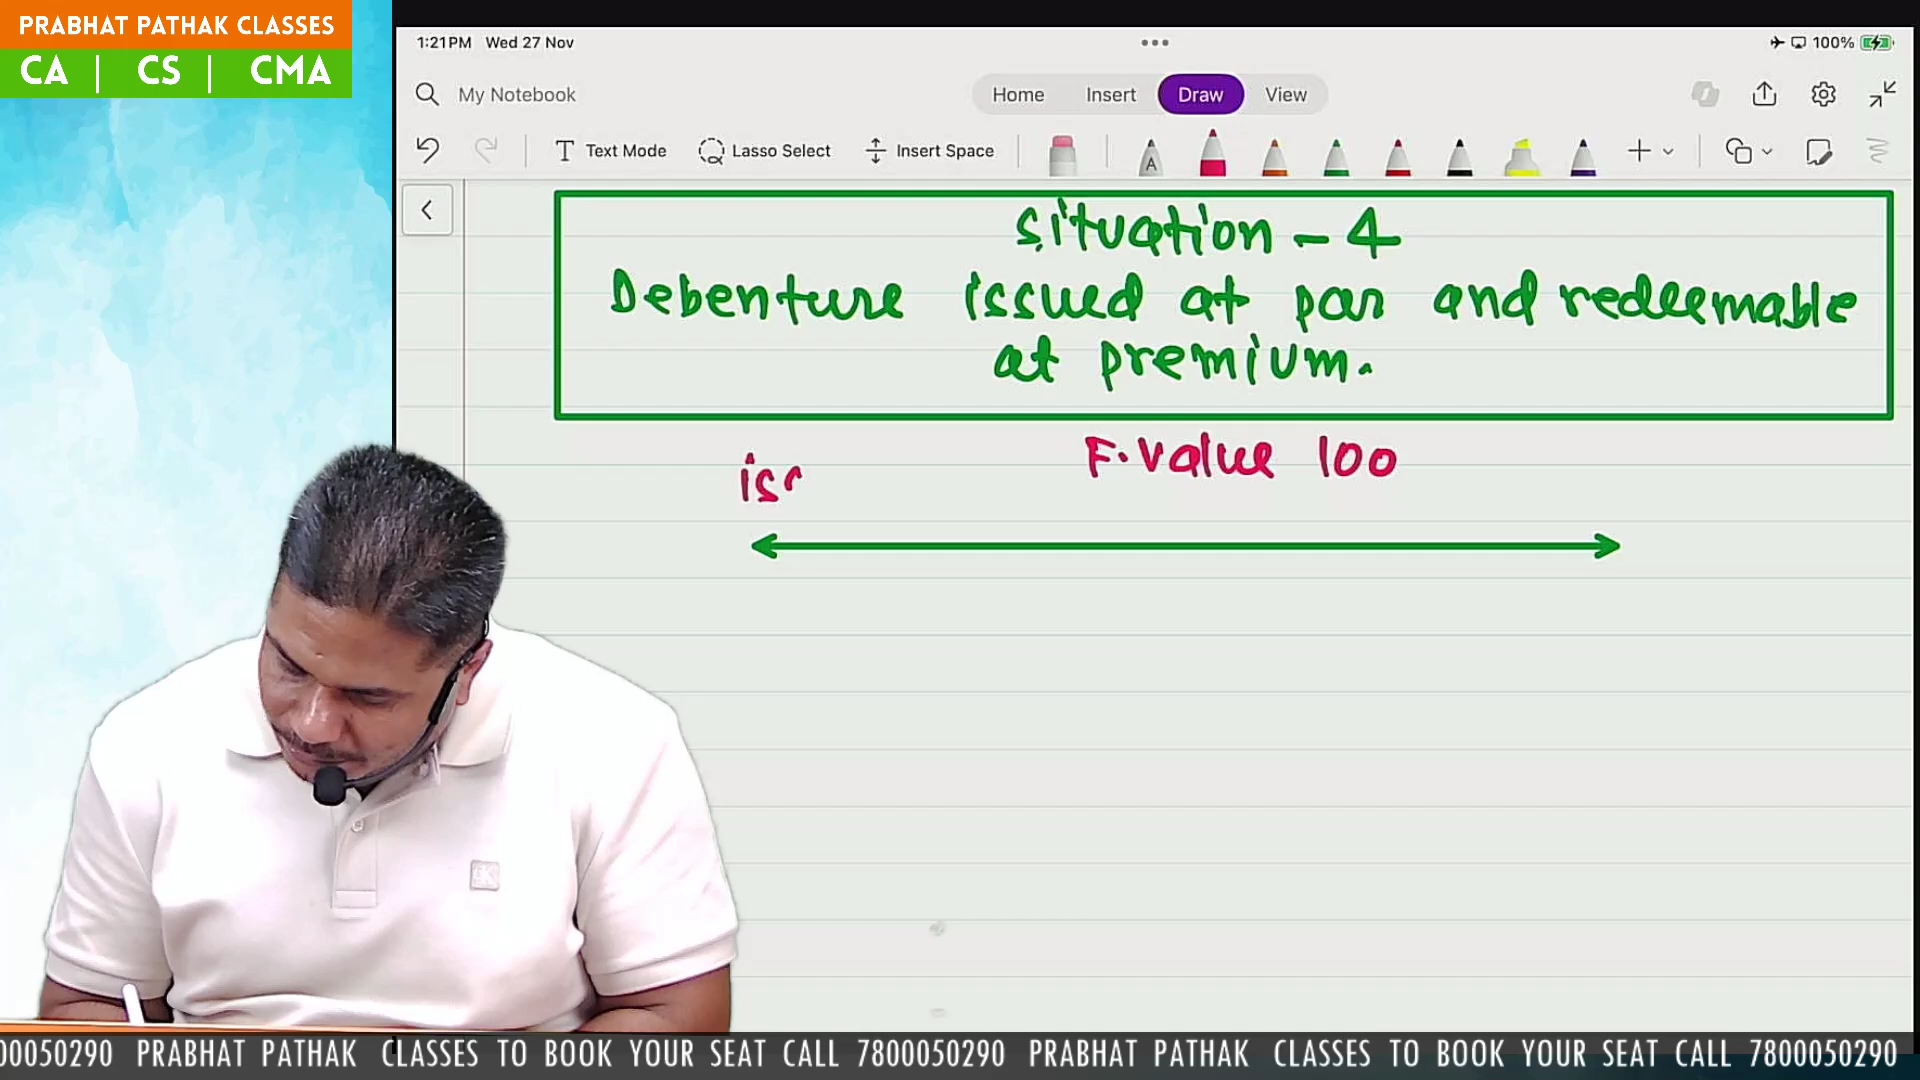 PRABHAT PATHAK CLASSES
CA | CS | CMA
1:21 PM Wed 27 Nov
100%
My Notebook
Home Insert Draw View
Text Mode Lasso Select Insert Space
A
Situation - 4
Debenture issued at par and redeemable
at premium.
F. Value 100
iss
00050290 PRABHAT PATHAK CLASSES TO BOOK YOUR SEAT CALL 7800050290 PRABHAT PATHAK CLASSES TO BOOK YOUR SEAT CALL 7800050290